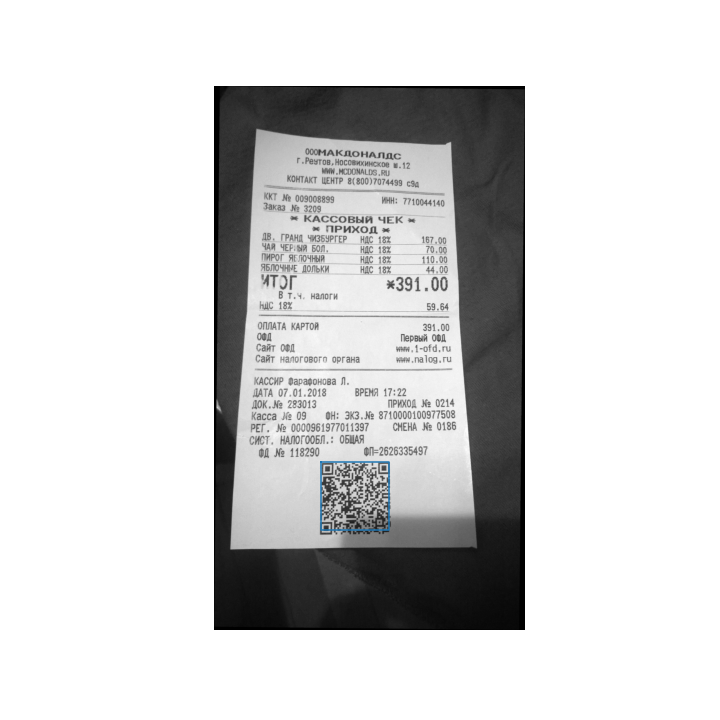 ООО МАКДОНАЛДС
г.Реутов,Носовихинское ш.12
WWW.MCDONALDS.RU
КОНТАКТ ЦЕНТР 8(800)7074499 с9д
ККТ № 009008899 ИНН: 7710044140
Заказ № 3209
* КАССОВЫЙ ЧЕК *
* ПРИХОД *
ДВ. ГРАНД ЧИЗБУРГЕР НДС 18% 167.00
ЧАЙ ЧЕРНЫЙ БОЛ. НДС 18% 70.00
ПИРОГ ЯБЛОЧНЫЙ НДС 18% 110.00
ЯБЛОЧНЫЕ ДОЛЬКИ НДС 18% 44.00
ИТОГ *391.00
В т.ч. налоги
НДС 18% 59.64
ОПЛАТА КАРТОЙ 391.00
ОФД Первый ОФД
Сайт ОФД www.1-ofd.ru
Сайт налогового органа www.nalog.ru
КАССИР Фарафонова Л.
ДАТА 07.01.2018 ВРЕМЯ 17:22
ДОК.№ 283013 ПРИХОД № 0214
Касса № 09 ФН: ЭКЗ.№ 8710000100977508
РЕГ. № 0000961977011397 СМЕНА № 0186
СИСТ. НАЛОГООБЛ.: ОБЩАЯ
ФД № 118290 ФП=2626335497